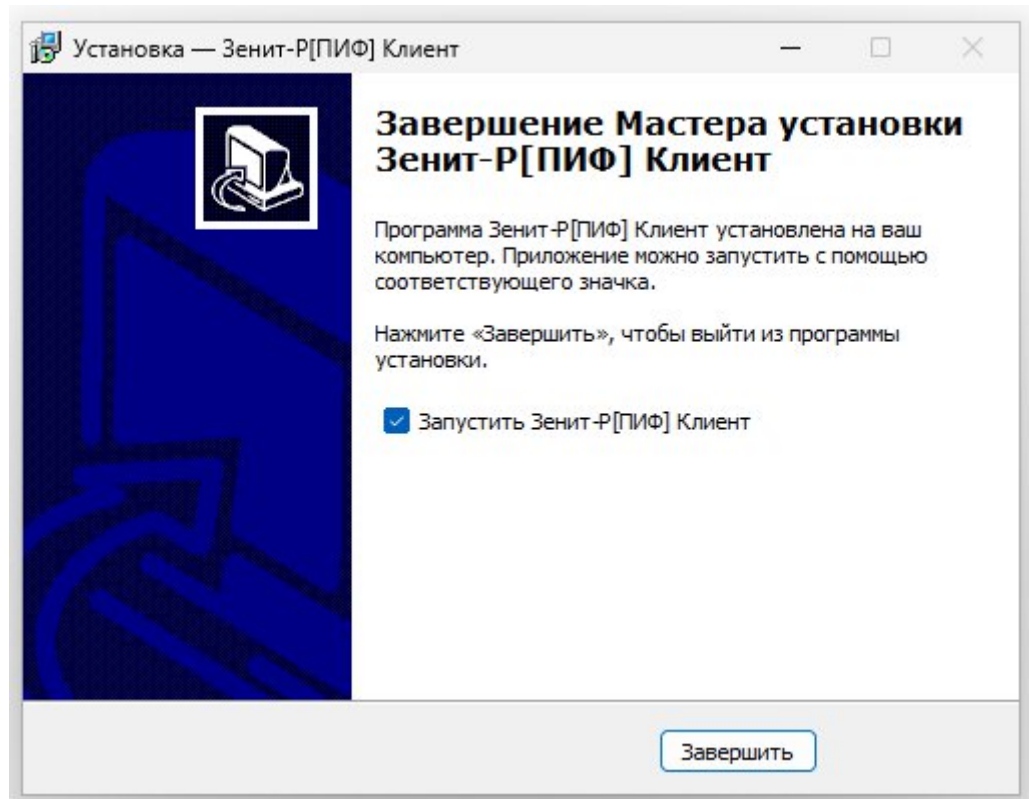 Установка — Зенит-Р[ПИФ] Клиент
Завершение Мастера установки
Зенит-Р[ПИФ] Клиент
Программа Зенит-Р[ПИФ] Клиент установлена на ваш
компьютер. Приложение можно запустить с помощью
соответствующего значка.
Нажмите «Завершить», чтобы выйти из программы
установки.
Запустить Зенит-Р[ПИФ] Клиент
Завершить